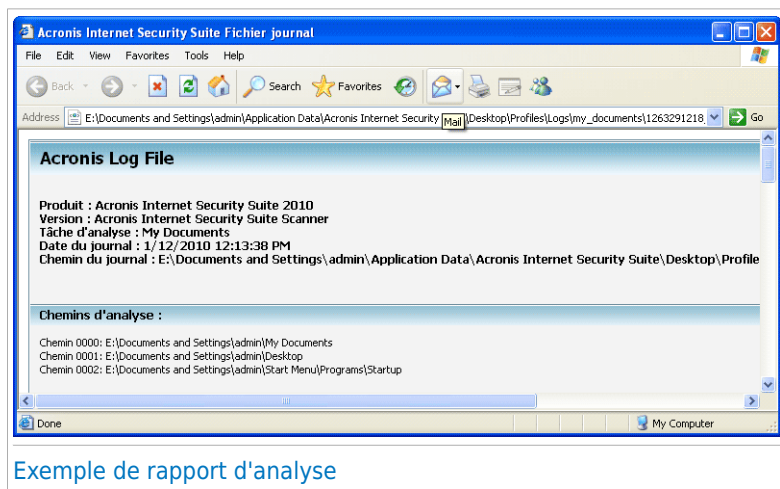 Acronis Internet Security Suite Fichier journal
File Edit View Favorites Tools Help
Back Search Favorites
Address E:\Documents and Settings\admin\Application Data\Acronis Internet Security \Desktop\Profiles\Logs\my_documents\1263291218 Go
Mail
Acronis Log File
Produit : Acronis Internet Security Suite 2010
Version : Acronis Internet Security Suite Scanner
Tâche d'analyse : My Documents
Date du journal : 1/12/2010 12:13:38 PM
Chemin du journal : E:\Documents and Settings\admin\Application Data\Acronis Internet Security Suite\Desktop\Profile
Chemins d'analyse :
Chemin 0000: E:\Documents and Settings\admin\My Documents
Chemin 0001: E:\Documents and Settings\admin\Desktop
Chemin 0002: E:\Documents and Settings\admin\Start Menu\Programs\Startup
Done My Computer
Exemple de rapport d'analyse